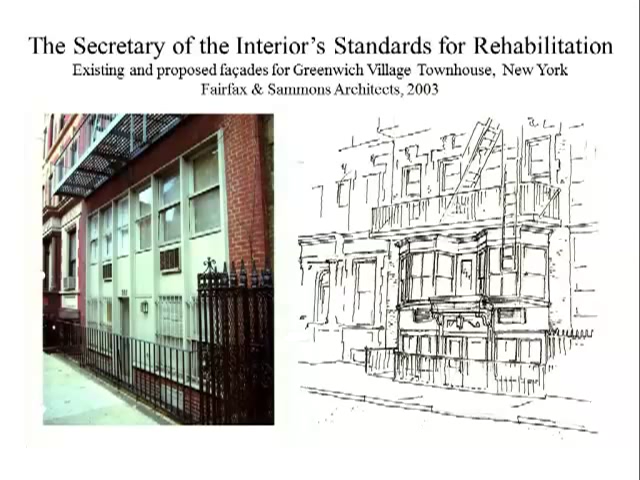 The Secretary of the Interior's Standards for Rehabilitation
Existing and proposed façades for Greenwich Village Townhouse, New York
Fairfax & Sammons Architects, 2003